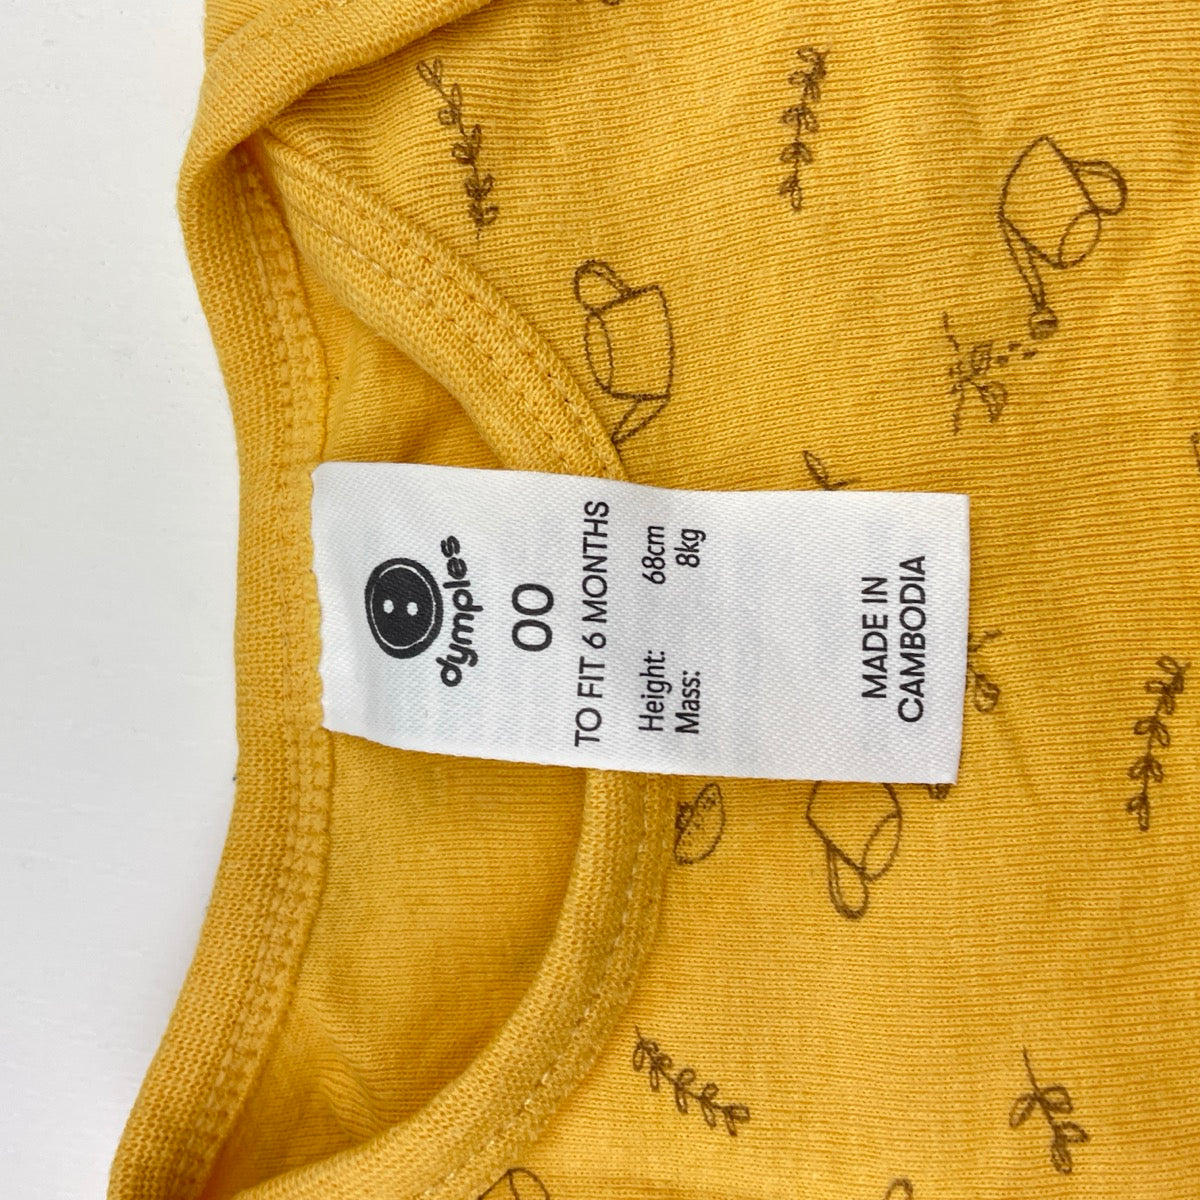 dymples
00
TO FIT 6 MONTHS
Height: 68cm
Mass: 8kg
MADE IN
CAMBODIA